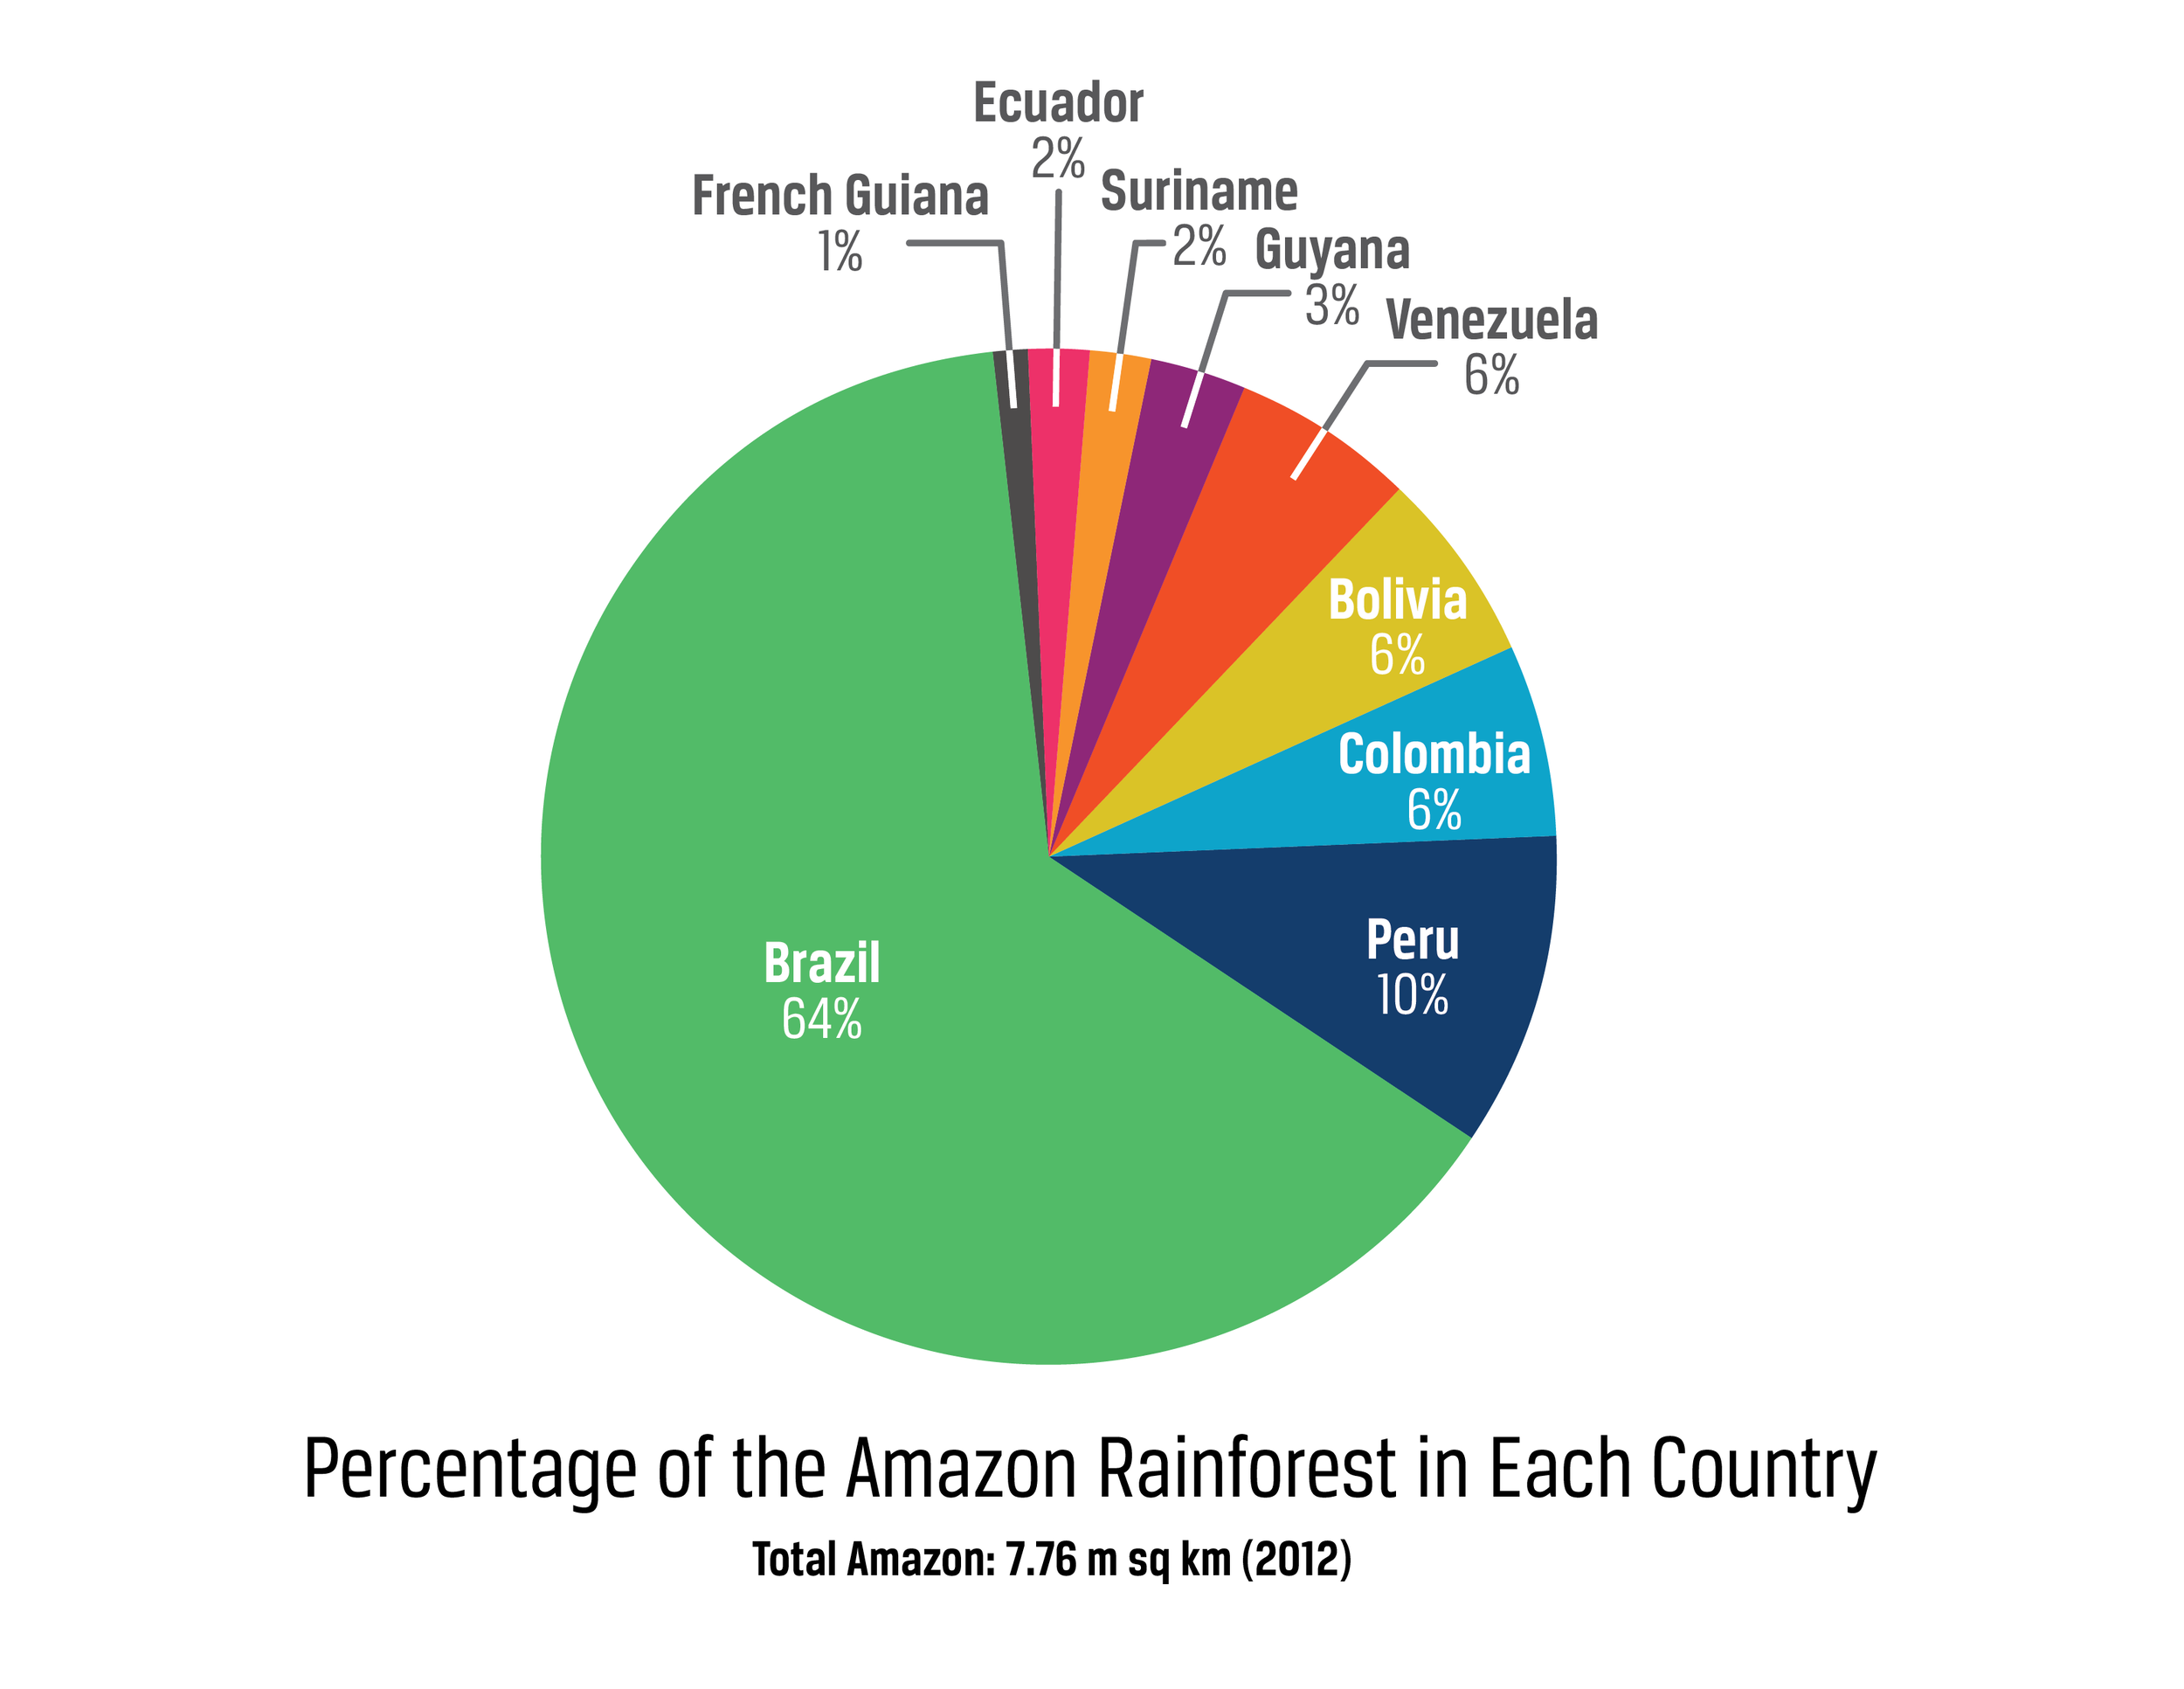 Ecuador
2%
French Guiana
1%
Suriname
2%
Guyana
3%
Venezuela
6%
Bolivia
6%
Colombia
6%
Peru
10%
Brazil
64%
Percentage of the Amazon Rainforest in Each Country
Total Amazon: 7.76 m sq km (2012)